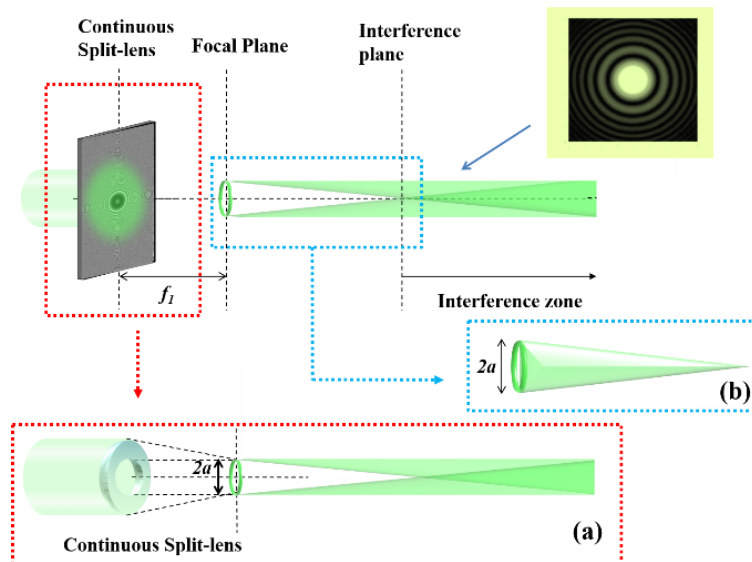 Continuous
Split-lens
Focal Plane
Interference
plane
f1
Interference zone
2a
(b)
2a
(a)
Continuous Split-lens